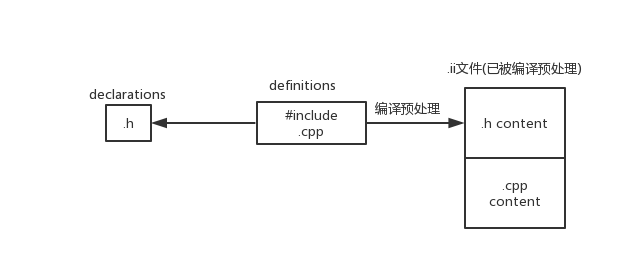 declarations
.h
definitions
#include
.cpp
编译预处理
.ii文件(已被编译预处理)
.h content
.cpp
content